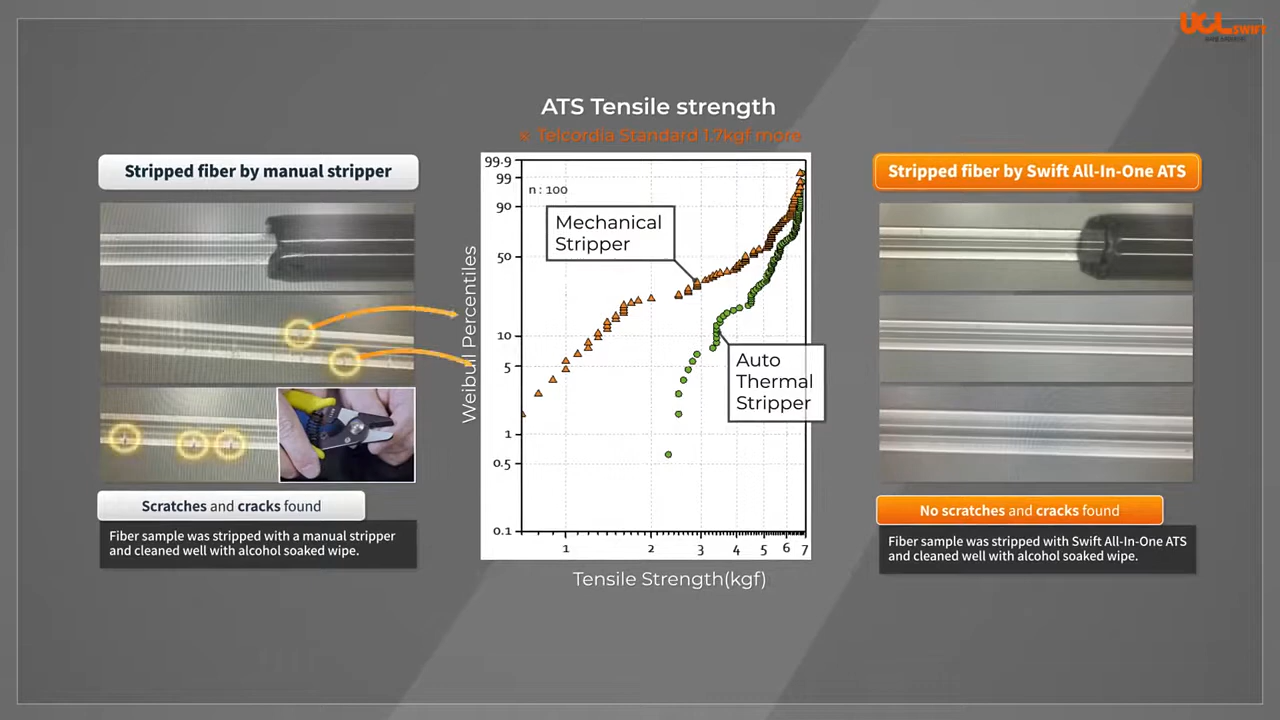 UCL SWIFT
ATS Tensile strength
※ Telcordia Standard 1.7kgf more
Stripped fiber by manual stripper
Scratches and cracks found
Fiber sample was stripped with a manual stripper
and cleaned well with alcohol soaked wipe.
Weibull Percentiles
99.9
99
90
50
10
5
1
0.5
0.1
n : 100
Mechanical
Stripper
Auto
Thermal
Stripper
1 2 3 4 5 6 7
Tensile Strength(kgf)
Stripped fiber by Swift All-In-One ATS
No scratches and cracks found
Fiber sample was stripped with Swift All-In-One ATS
and cleaned well with alcohol soaked wipe.